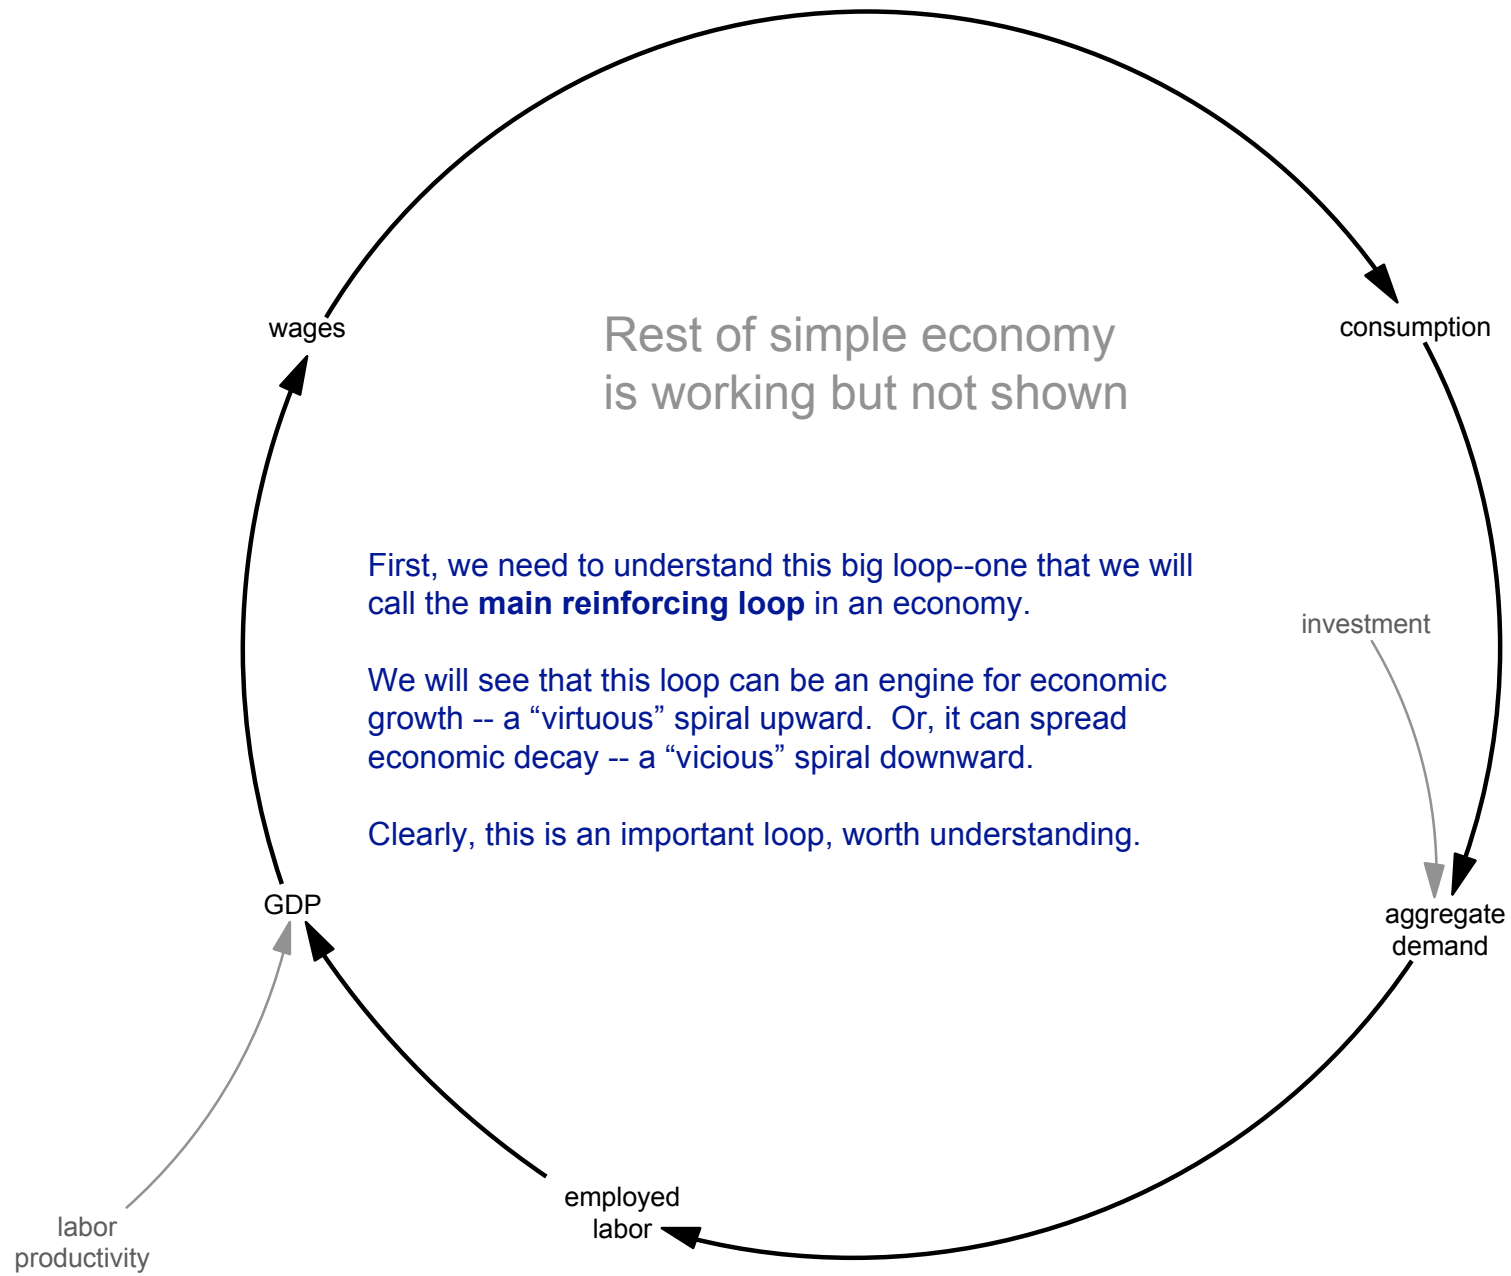 wages
consumption
Rest of simple economy
is working but not shown
First, we need to understand this big loop--one that we will
call the main reinforcing loop in an economy.
We will see that this loop can be an engine for economic
growth -- a “virtuous” spiral upward.  Or, it can spread
economic decay -- a “vicious” spiral downward.
Clearly, this is an important loop, worth understanding.
investment
GDP
aggregate
demand
employed
labor
labor
productivity